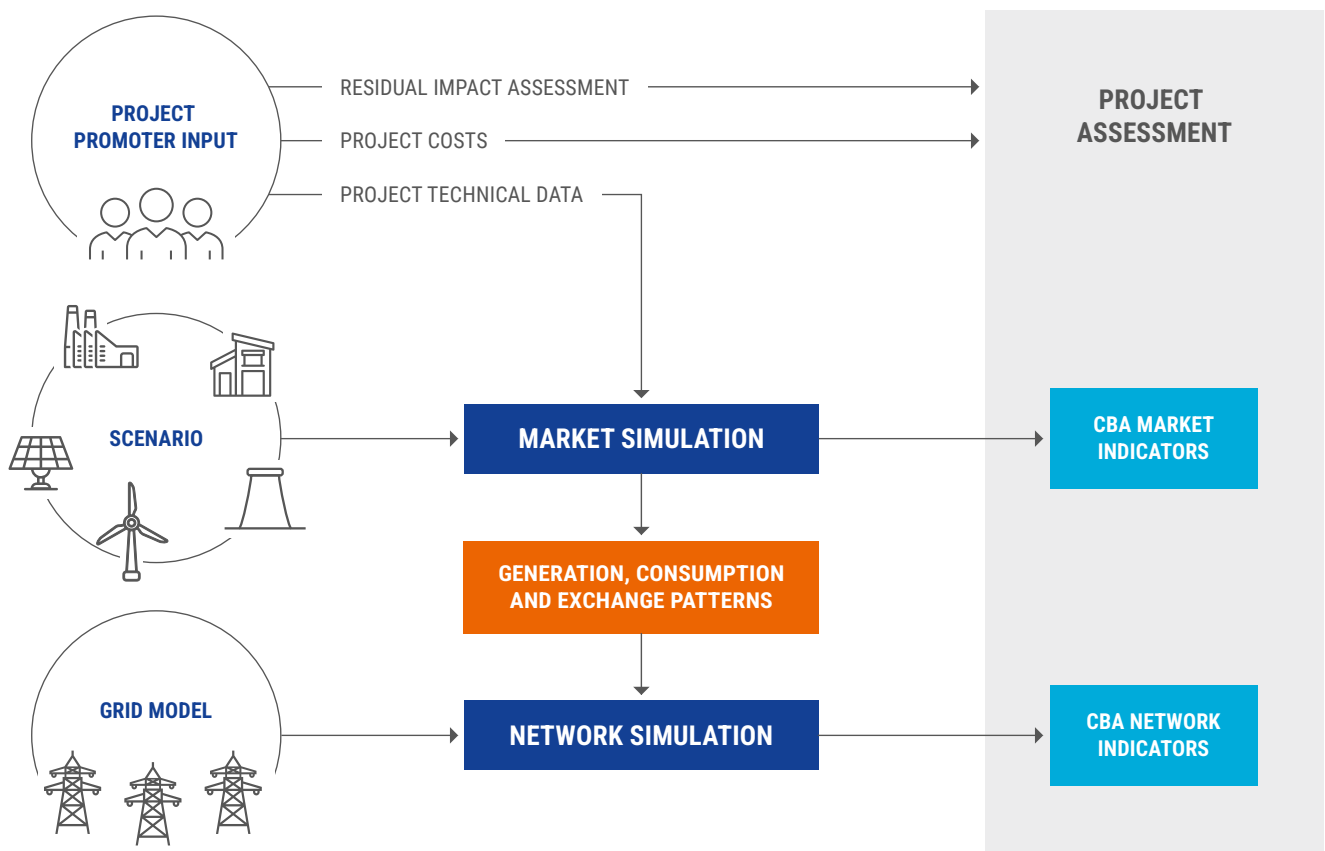 PROJECT
PROMOTER INPUT
RESIDUAL IMPACT ASSESSMENT
PROJECT COSTS
PROJECT TECHNICAL DATA
PROJECT
ASSESSMENT
SCENARIO
MARKET SIMULATION
CBA MARKET
INDICATORS
GENERATION, CONSUMPTION
AND EXCHANGE PATTERNS
GRID MODEL
NETWORK SIMULATION
CBA NETWORK
INDICATORS